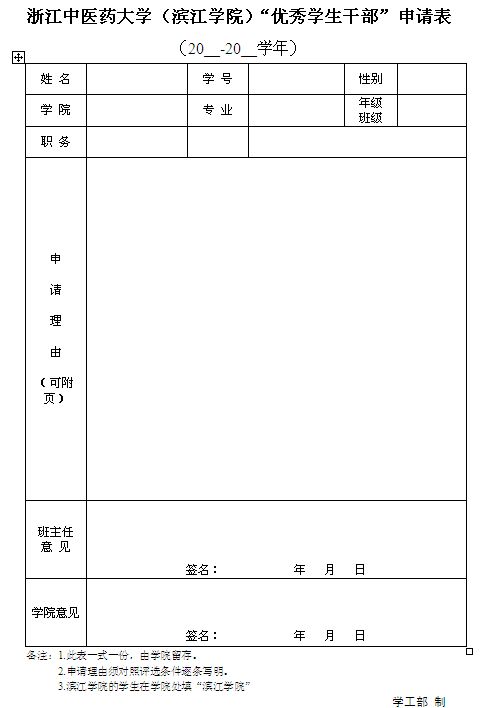 浙江中医药大学（滨江学院）“优秀学生干部”申请表
（20__-20__学年）
姓 名 学 号 性别
学 院 专 业 年级
班级
职 务
申
请
理
由
（可附
页）
班主任
意 见
签名： 年 月 日
学院意见
签名： 年 月 日
备注：1.此表一式一份，由学院留存。
2.申请理由须对照评选条件逐条写明。
3.滨江学院的学生在学院处填“滨江学院”
学工部 制